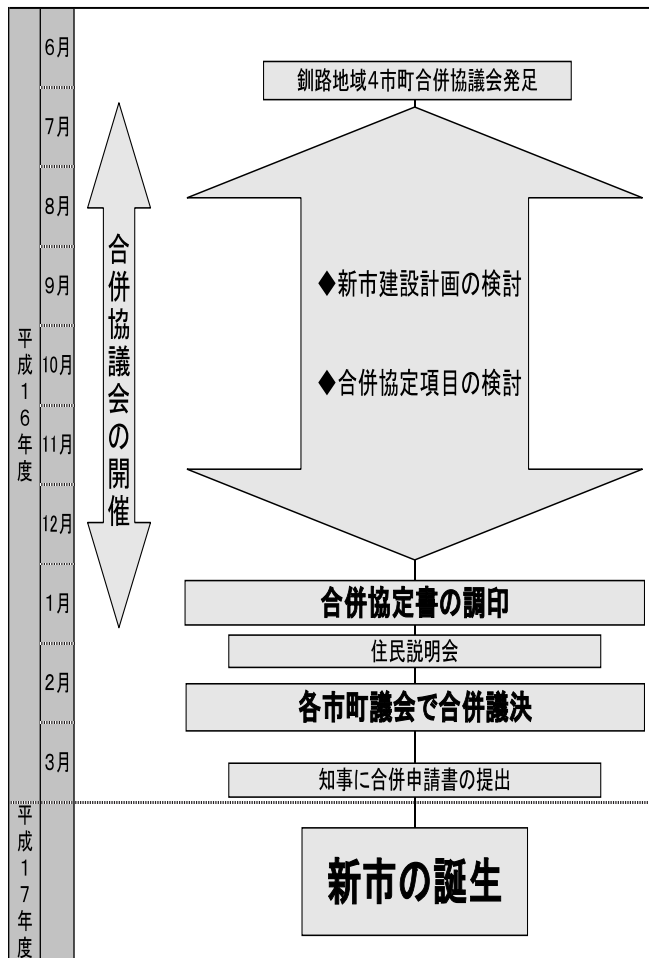 平成16年度
6月
7月
8月
9月
10月
11月
12月
1月
2月
3月
平成17年度
合併協議会の開催
釧路地域4市町合併協議会発足
◆新市建設計画の検討
◆合併協定項目の検討
合併協定書の調印
住民説明会
各市町議会で合併議決
知事に合併申請書の提出
新市の誕生